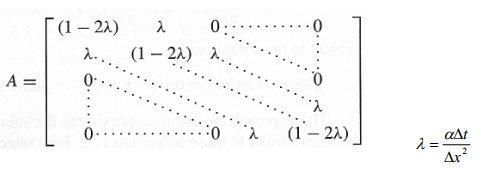 (1 − 2λ) λ 0 ⋯ 0
λ (1 − 2λ) λ
A = 0 0
λ
0 ⋯ 0 λ (1 − 2λ)
λ = αΔt / Δx²